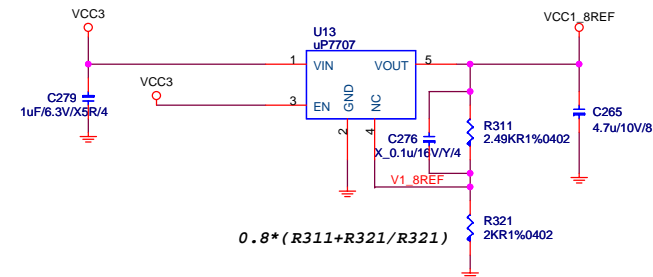 VCC3
VCC1_8REF
U13
uP7707
1
VIN
VOUT
5
C279
1uF/6.3V/X5R/4
VCC3
3
EN
GND
NC
2
4
C276
X_0.1u/16V/Y/4
R311
2.49KR1%0402
C265
4.7u/10V/8
V1_8REF
R321
2KR1%0402
0.8*(R311+R321/R321)